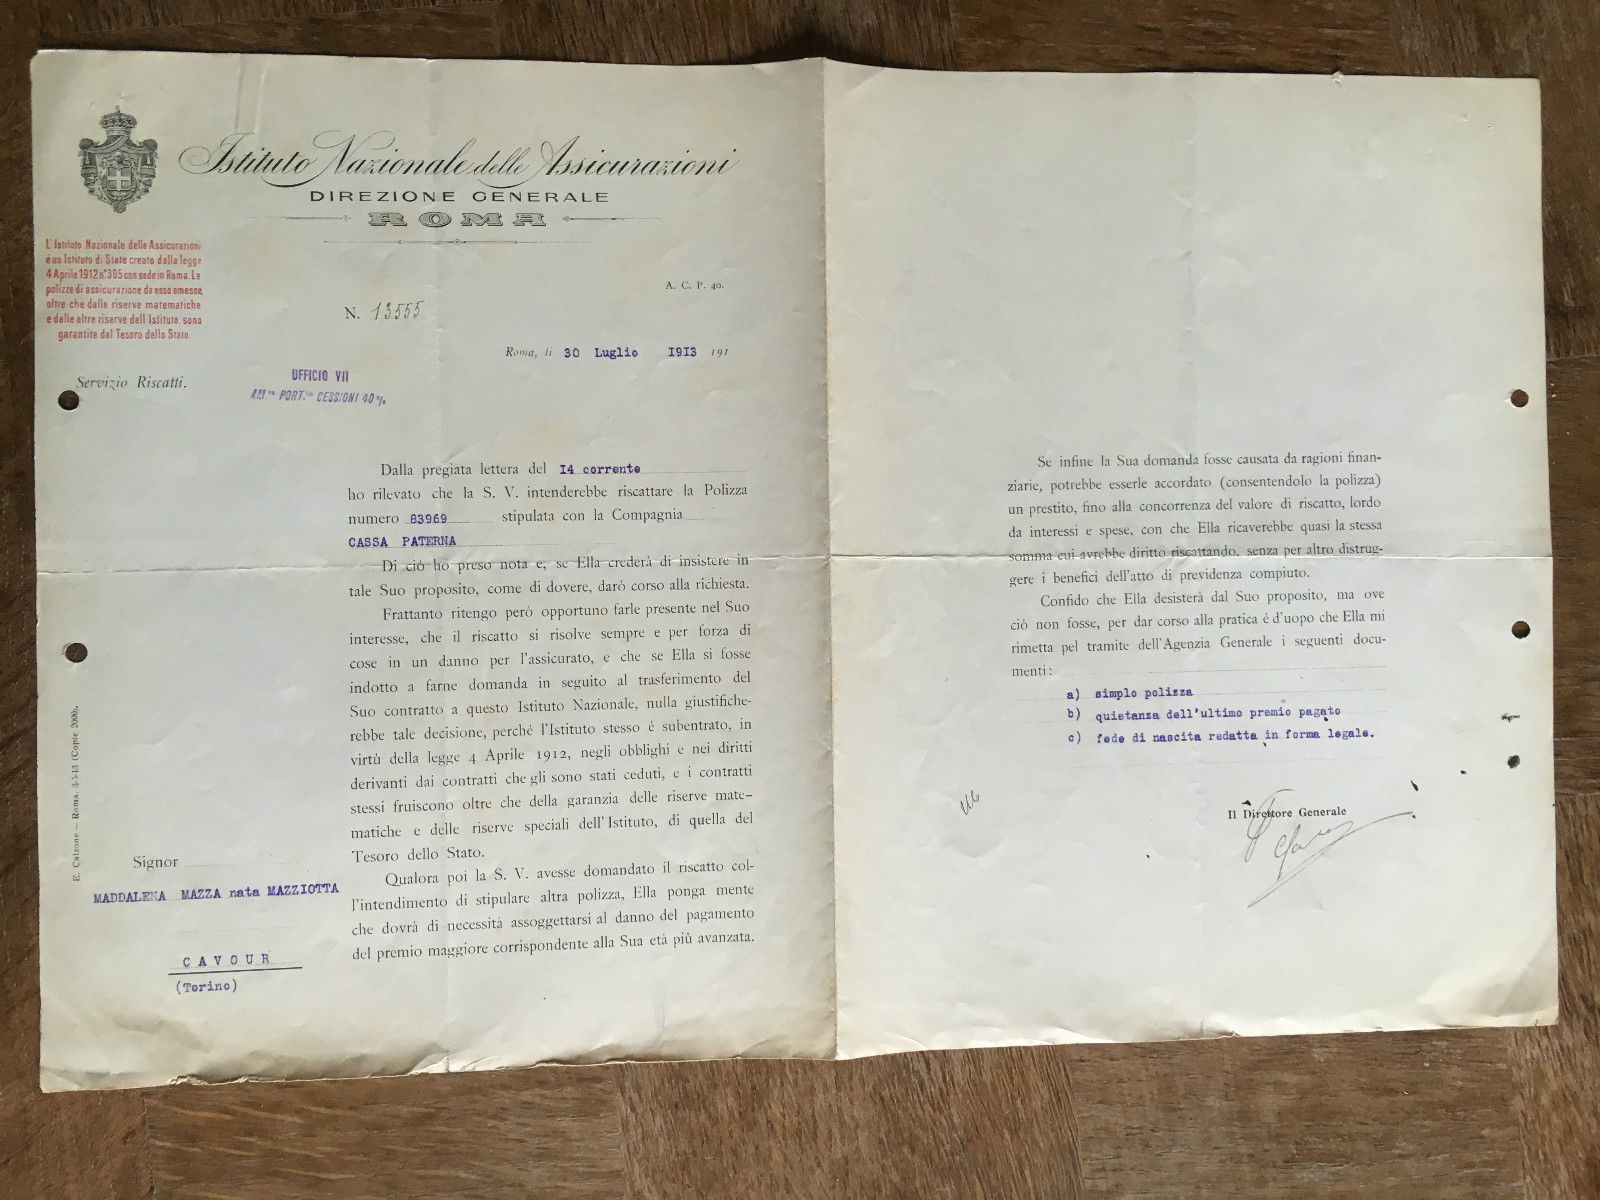 Istituto Nazionale delle Assicurazioni
DIREZIONE GENERALE
ROMA
L'Istituto Nazionale delle Assicurazioni
é un Istituto di Stato creato dalla legge
4 Aprile 1912 n° 305 con sede in Roma. Le
polizze di assicurazione da esso emesse,
oltre che dalle riserve matematiche
e dalle altre riserve dell'Istituto, sono
garantite dal Tesoro dello Stato.
A. C. P. 40.
N. 13555
Roma, li 30 Luglio 1913 191
Servizio Riscatti.
UFFICIO VII
AM.ne PORT.lio CESSIONI 40%
Dalla pregiata lettera del 14 corrente
ho rilevato che la S. V. intenderebbe riscattare la Polizza
numero 83969 stipulata con la Compagnia
CASSA PATERNA
Di ciò ho preso nota e, se Ella crederà di insistere in
tale Suo proposito, come di dovere, darò corso alla richiesta.
Frattanto ritengo però opportuno farle presente nel Suo
interesse, che il riscatto si risolve sempre e per forza di
cose in un danno per l'assicurato, e che se Ella si fosse
indotto a farne domanda in seguito al trasferimento del
Suo contratto a questo Istituto Nazionale, nulla giustifiche-
rebbe tale decisione, perchè l'Istituto stesso è subentrato, in
virtù della legge 4 Aprile 1912, negli obblighi e nei diritti
derivanti dai contratti che gli sono stati ceduti, e i contratti
stessi fruiscono oltre che della garanzia delle riserve mate-
matiche e delle riserve speciali dell'Istituto, di quella del
Tesoro dello Stato.
Qualora poi la S. V. avesse domandato il riscatto col-
l'intendimento di stipulare altra polizza, Ella ponga mente
che dovrà di necessità assoggettarsi al danno del pagamento
del premio maggiore corrispondente alla Sua età più avanzata.
E. Calzone – Roma, 3-5-13 (Copie 2000).
Signor
MADDALENA MAZZA nata MAZZIOTTA
CAVOUR
(Torino)
Se infine la Sua domanda fosse causata da ragioni finan-
ziarie, potrebbe esserle accordato (consentendolo la polizza)
un prestito, fino alla concorrenza del valore di riscatto, lordo
da interessi e spese, con che Ella ricaverebbe quasi la stessa
somma cui avrebbe diritto riscattando, senza per altro distrug-
gere i benefici dell'atto di previdenza compiuto.
Confido che Ella desisterà dal Suo proposito, ma ove
ciò non fosse, per dar corso alla pratica è d'uopo che Ella mi
rimetta pel tramite dell'Agenzia Generale i seguenti docu-
menti:
a) simplo polizza
b) quietanza dell'ultimo premio pagato
c) fede di nascita redatta in forma legale.
Il Direttore Generale